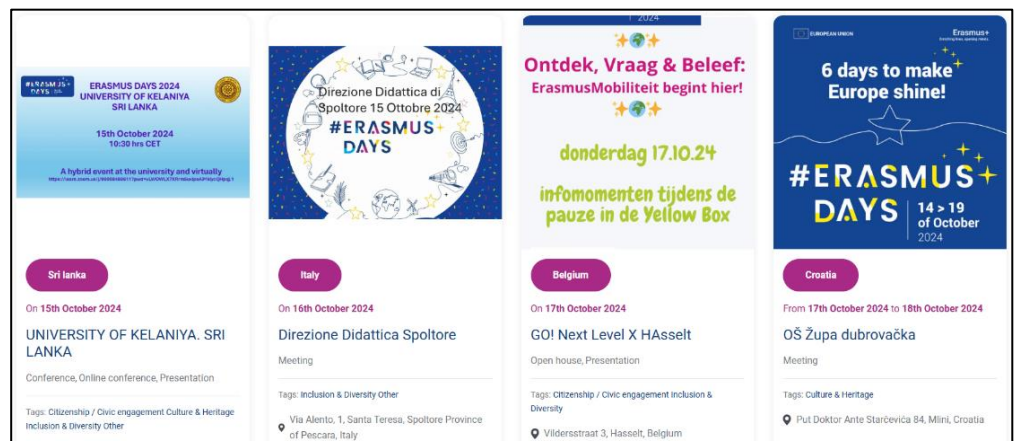 #ERASMUS+
DAYS
ERASMUS DAYS 2024
UNIVERSITY OF KELANIYA
SRI LANKA
15th October 2024
10:30 hrs CET
A hybrid event at the university and virtually
Sri lanka
On 15th October 2024
UNIVERSITY OF KELANIYA. SRI
LANKA
Conference, Online conference, Presentation
Tags: Citizenship / Civic engagement Culture & Heritage
Inclusion & Diversity Other
Direzione Didattica di
Spoltore 15 Ottobre 2024
#ERASMUS
DAYS
Italy
On 16th October 2024
Direzione Didattica Spoltore
Meeting
Tags: Inclusion & Diversity Other
Via Alento, 1, Santa Teresa, Spoltore Province
of Pescara, Italy
2024
Ontdek, Vraag & Beleef:
ErasmusMobiliteit begint hier!
donderdag 17.10.24
infomomenten tijdens de
pauze in de Yellow Box
Belgium
On 17th October 2024
GO! Next Level X HAsselt
Open house, Presentation
Tags: Citizenship / Civic engagement Inclusion &
Diversity
Vildersstraat 3, Hasselt, Belgium
EUROPEAN UNION
Erasmus+
Enriching lives, opening minds.
6 days to make
Europe shine!
#ERASMUS+
DAYS
14 > 19
of October
2024
Croatia
From 17th October 2024 to 18th October 2024
OŠ Župa dubrovačka
Meeting
Tags: Culture & Heritage
Put Doktor Ante Starčevića 84, Mlini, Croatia